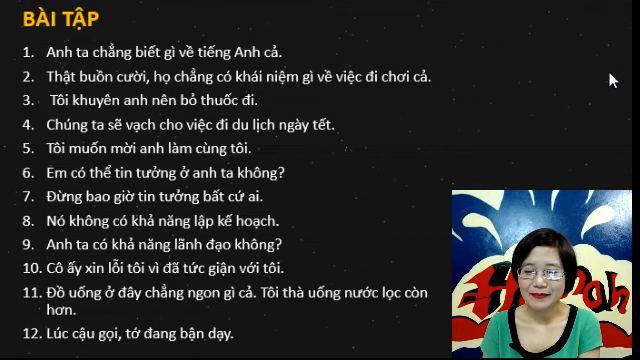 BÀI TẬP
1. Anh ta chẳng biết gì về tiếng Anh cả.
2. Thật buồn cười, họ chẳng có khái niệm gì về việc đi chơi cả.
3. Tôi khuyên anh nên bỏ thuốc đi.
4. Chúng ta sẽ vạch cho việc đi du lịch ngày tết.
5. Tôi muốn mời anh làm cùng tôi.
6. Em có thể tin tưởng ở anh ta không?
7. Đừng bao giờ tin tưởng bất cứ ai.
8. Nó không có khả năng lập kế hoạch.
9. Anh ta có khả năng lãnh đạo không?
10. Cô ấy xin lỗi tôi vì đã tức giận với tôi.
11. Đồ uống ở đây chẳng ngon gì cả. Tôi thà uống nước lọc còn
hơn.
12. Lúc cậu gọi, tớ đang bận dạy.